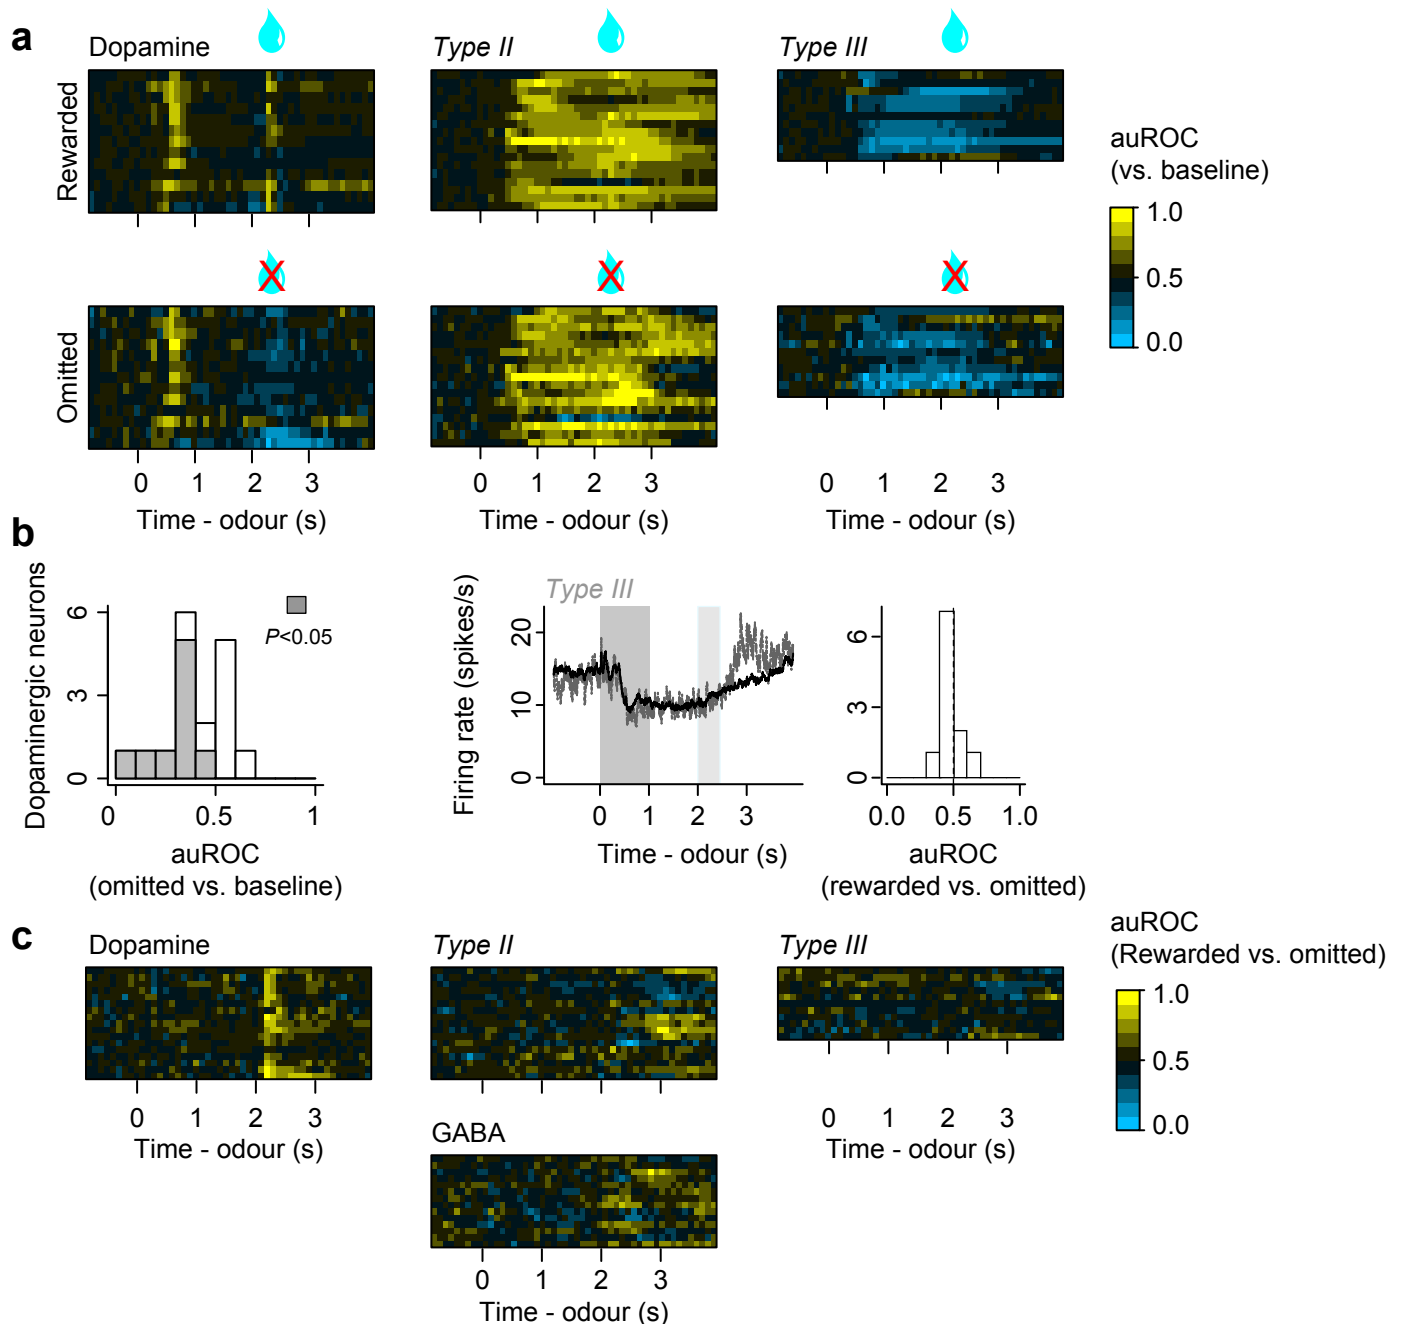 a
Dopamine
Type II
Type III
Rewarded
auROC
(vs. baseline)
1.0
0.5
0.0
Omitted
0 1 2 3
0 1 2 3
0 1 2 3
Time - odour (s)
Time - odour (s)
Time - odour (s)
b
Dopaminergic neurons
6
3
0
P<0.05
0 0.5 1
auROC
(omitted vs. baseline)
Type III
Firing rate (spikes/s)
20
10
0
0 1 2 3
Time - odour (s)
6
3
0
0.0 0.5 1.0
auROC
(rewarded vs. omitted)
c
Dopamine
Type II
Type III
auROC
(Rewarded vs. omitted)
1.0
0.5
0.0
0 1 2 3
Time - odour (s)
0 1 2 3
Time - odour (s)
GABA
0 1 2 3
Time - odour (s)